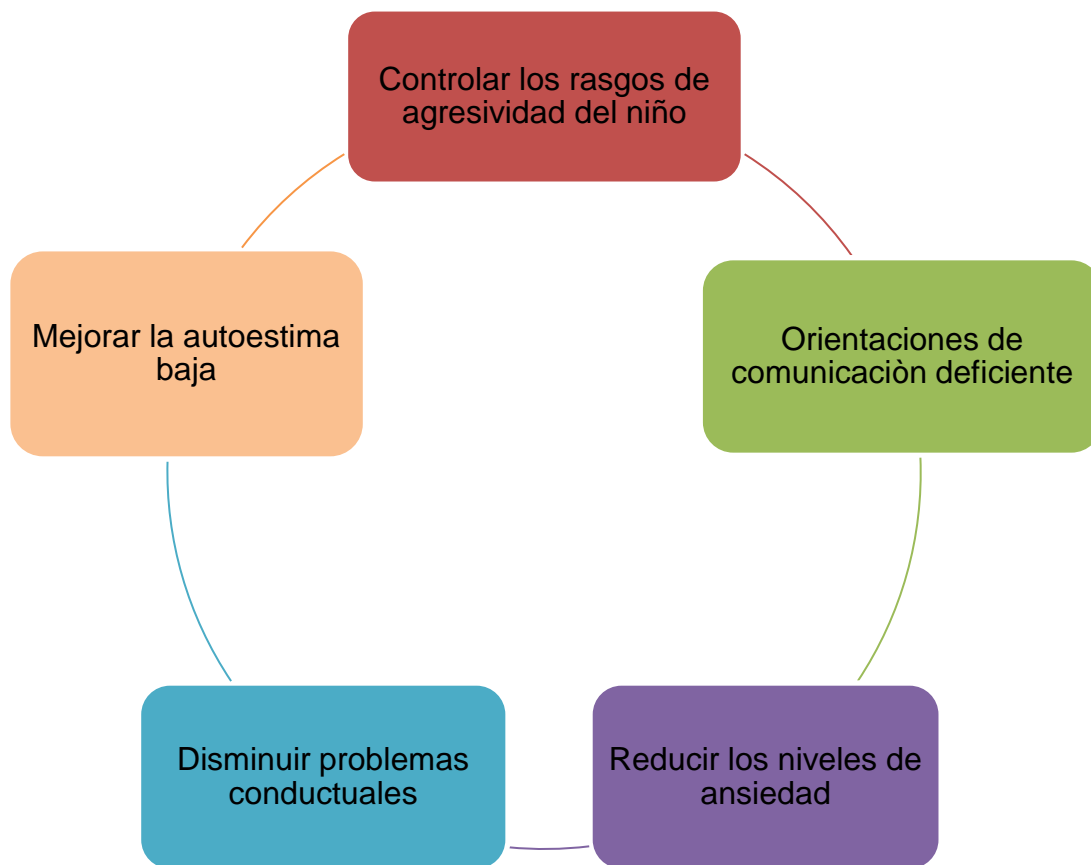 Controlar los rasgos de
agresividad del niño
Orientaciones de
comunicaciòn deficiente
Reducir los niveles de
ansiedad
Disminuir problemas
conductuales
Mejorar la autoestima
baja